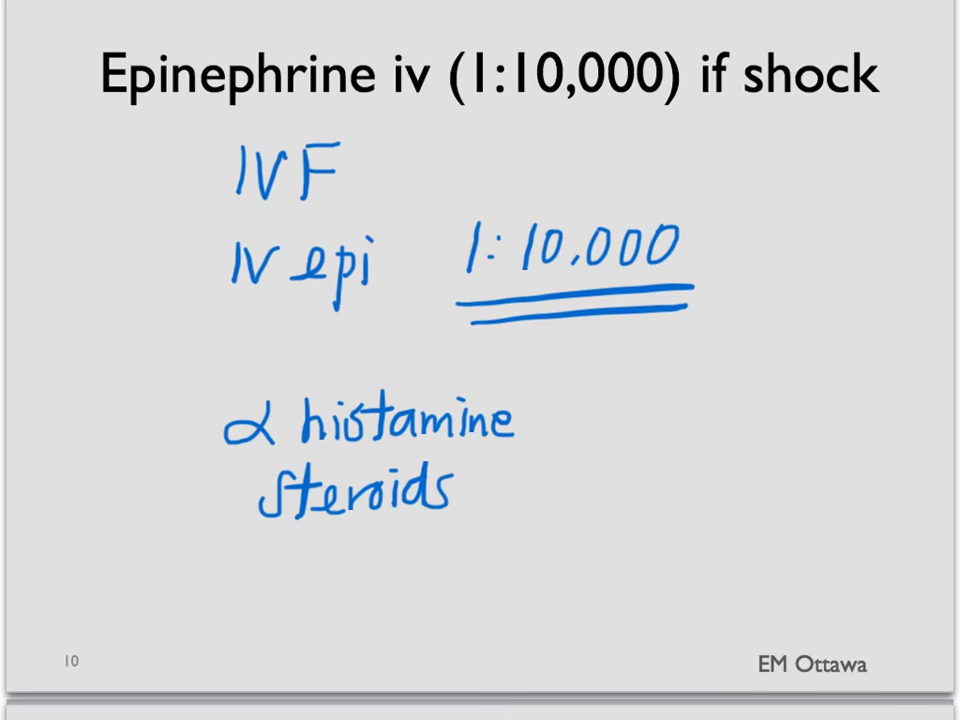 Epinephrine iv (1:10,000) if shock
IVF
IV epi 1:10,000
α histamine
steroids
10
EM Ottawa